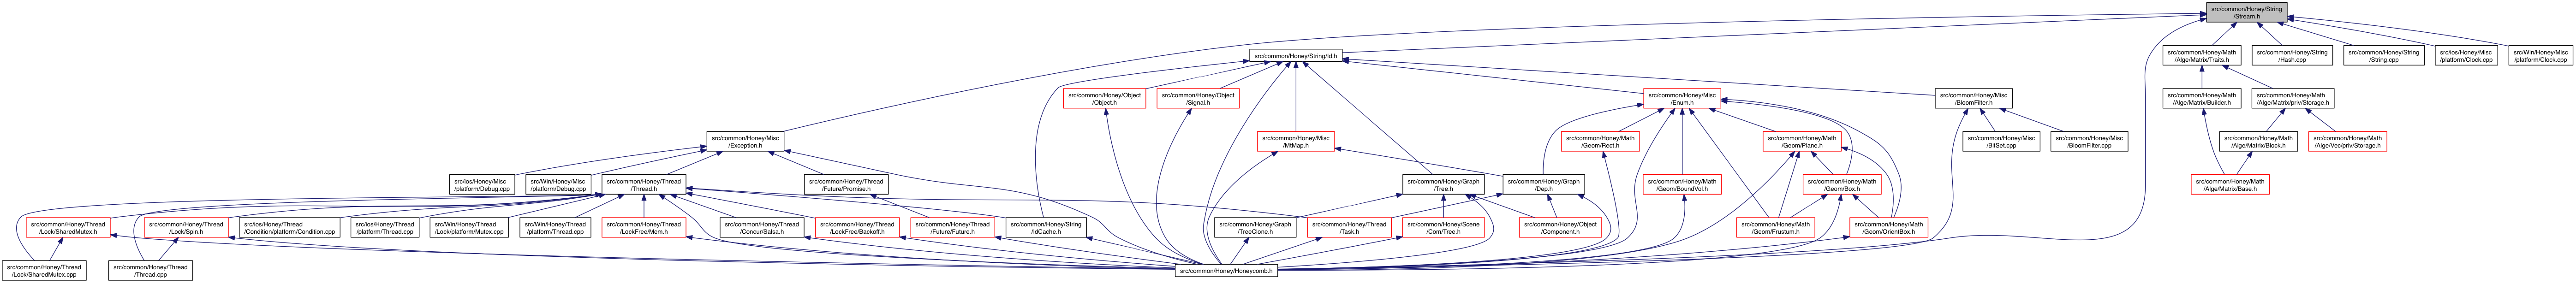 src/common/Honey/String
/Stream.h
src/common/Honey/String/Id.h
src/common/Honey/Math
/Alge/Matrix/Traits.h
src/common/Honey/String
/Hash.cpp
src/common/Honey/String
/String.cpp
src/ios/Honey/Misc
/platform/Clock.cpp
src/Win/Honey/Misc
/platform/Clock.cpp
src/common/Honey/Object
/Object.h
src/common/Honey/Object
/Signal.h
src/common/Honey/Misc
/Enum.h
src/common/Honey/Misc
/BloomFilter.h
src/common/Honey/Math
/Alge/Matrix/Builder.h
src/common/Honey/Math
/Alge/Matrix/priv/Storage.h
src/common/Honey/Misc
/Exception.h
src/common/Honey/Misc
/MtMap.h
src/common/Honey/Math
/Geom/Rect.h
src/common/Honey/Math
/Geom/Plane.h
src/common/Honey/Misc
/BitSet.cpp
src/common/Honey/Misc
/BloomFilter.cpp
src/common/Honey/Math
/Alge/Matrix/Block.h
src/common/Honey/Math
/Alge/Vec/priv/Storage.h
src/ios/Honey/Misc
/platform/Debug.cpp
src/Win/Honey/Misc
/platform/Debug.cpp
src/common/Honey/Thread
/Thread.h
src/common/Honey/Thread
/Future/Promise.h
src/common/Honey/Graph
/Tree.h
src/common/Honey/Graph
/Dep.h
src/common/Honey/Math
/Geom/BoundVol.h
src/common/Honey/Math
/Geom/Box.h
src/common/Honey/Math
/Alge/Matrix/Base.h
src/common/Honey/Thread
/Lock/SharedMutex.h
src/common/Honey/Thread
/Lock/Spin.h
src/ios/Honey/Thread
/Condition/platform/Condition.cpp
src/ios/Honey/Thread
/platform/Thread.cpp
src/Win/Honey/Thread
/Lock/platform/Mutex.cpp
src/Win/Honey/Thread
/platform/Thread.cpp
src/common/Honey/Thread
/LockFree/Mem.h
src/common/Honey/Thread
/Concur/Salsa.h
src/common/Honey/Thread
/LockFree/Backoff.h
src/common/Honey/Thread
/Future/Future.h
src/common/Honey/String
/IdCache.h
src/common/Honey/Graph
/TreeClone.h
src/common/Honey/Thread
/Task.h
src/common/Honey/Scene
/Com/Tree.h
src/common/Honey/Object
/Component.h
src/common/Honey/Math
/Geom/Frustum.h
src/common/Honey/Math
/Geom/OrientBox.h
src/common/Honey/Thread
/Lock/SharedMutex.cpp
src/common/Honey/Thread
/Thread.cpp
src/common/Honey/Honeycomb.h